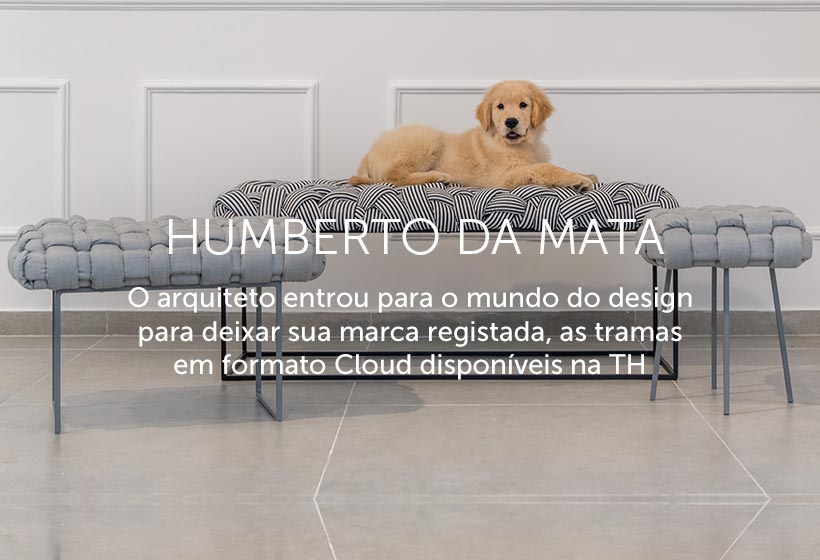 HUMBERTO DA MATA
O arquiteto entrou para o mundo do design
para deixar sua marca registada, as tramas
em formato Cloud disponíveis na TH